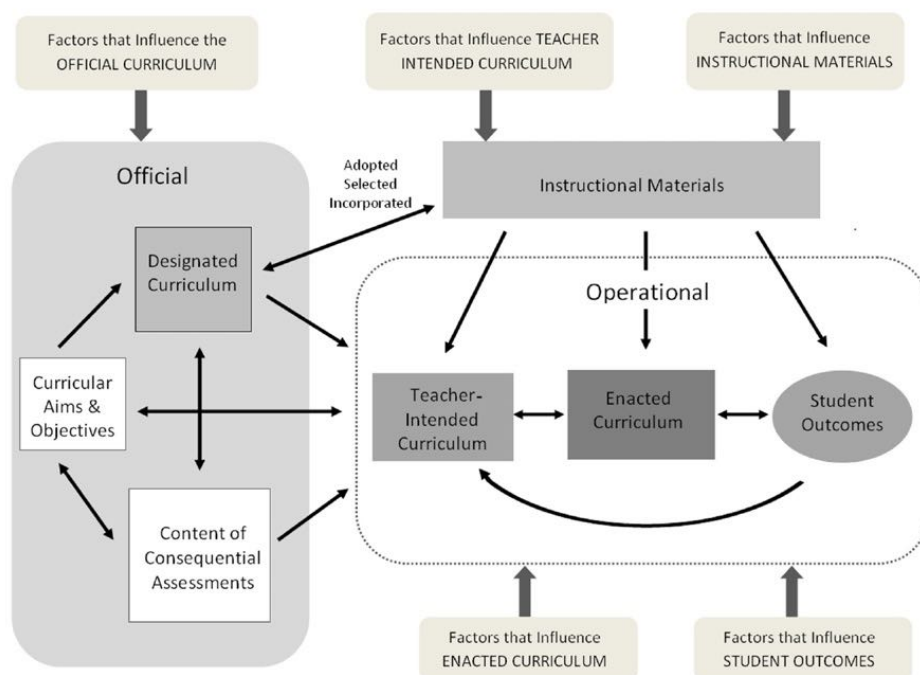 Factors that Influence the
OFFICIAL CURRICULUM
Factors that Influence TEACHER
INTENDED CURRICULUM
Factors that Influence
INSTRUCTIONAL MATERIALS
Official
Adopted
Selected
Incorporated
Instructional Materials
Designated
Curriculum
Operational
Curricular
Aims &
Objectives
Teacher-
Intended
Curriculum
Enacted
Curriculum
Student
Outcomes
Content of
Consequential
Assessments
Factors that Influence
ENACTED CURRICULUM
Factors that Influence
STUDENT OUTCOMES